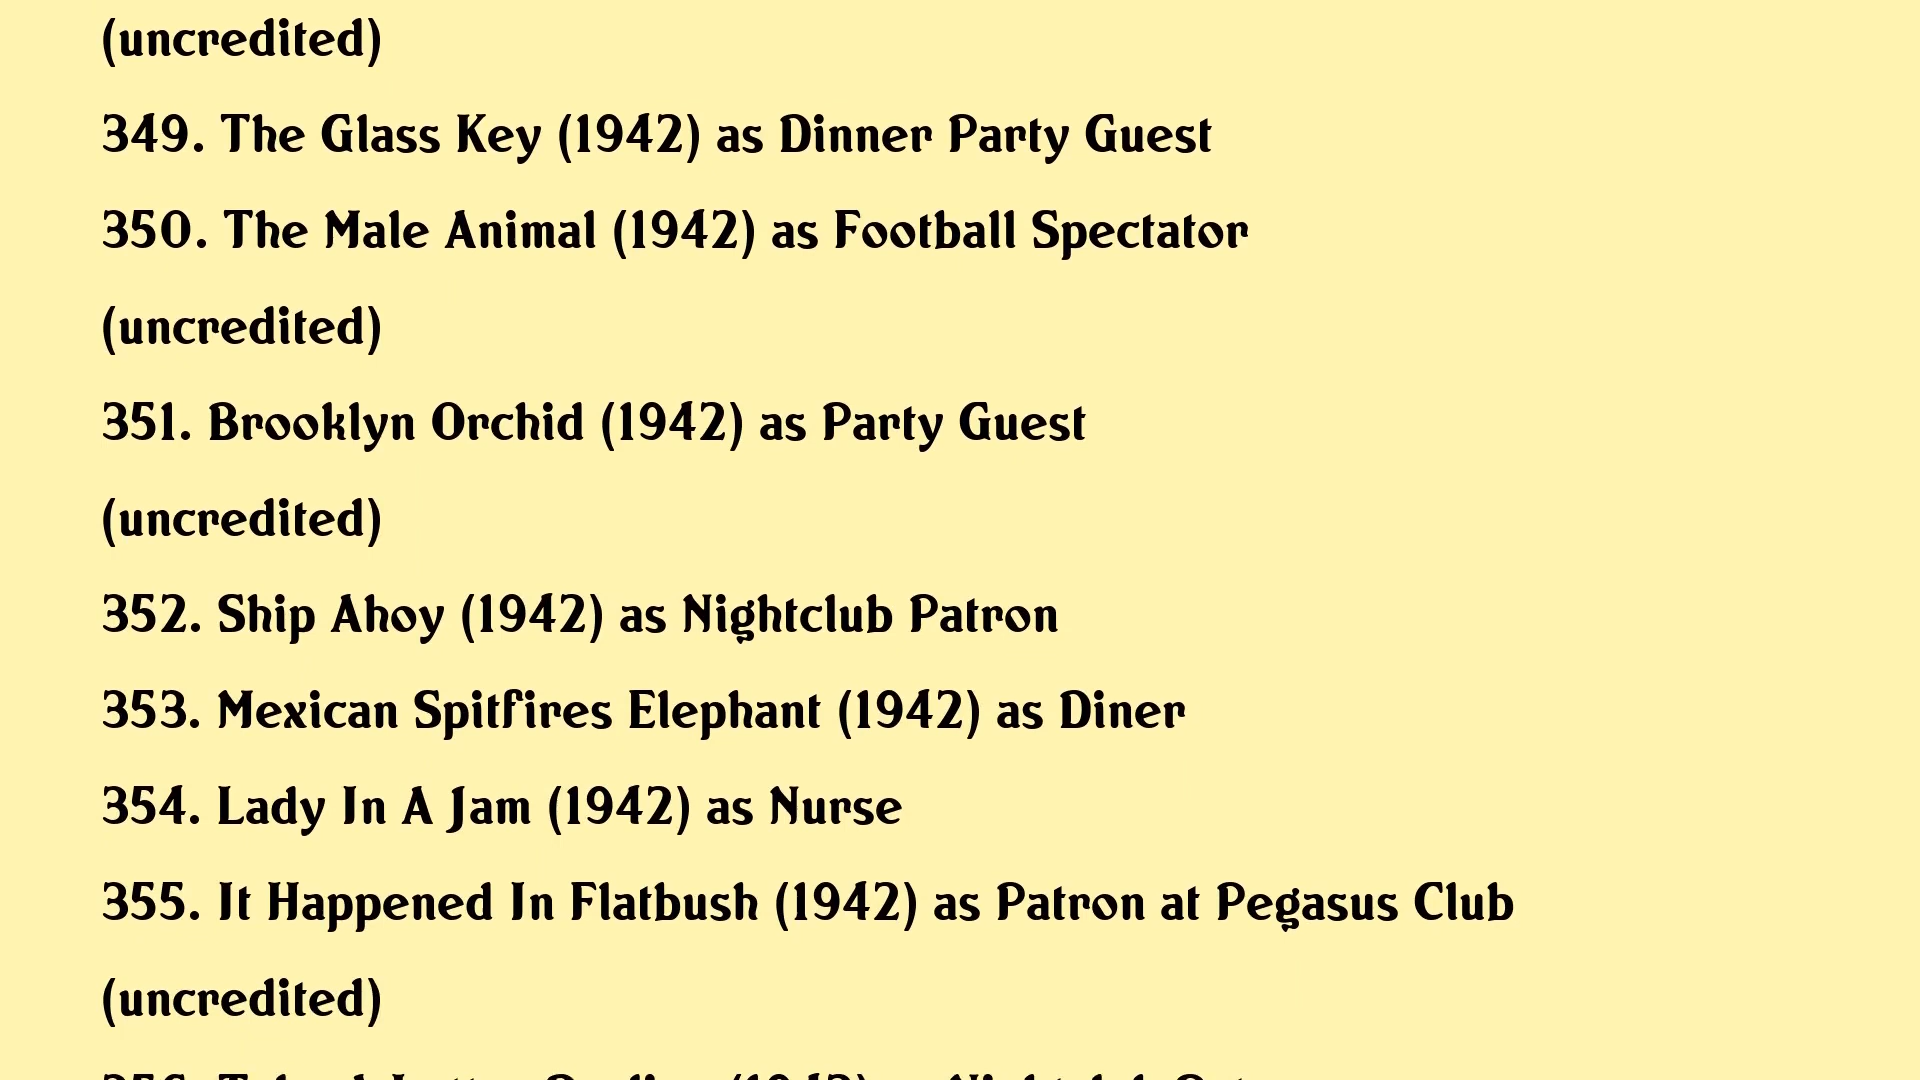 (uncredited)
349. The Glass Key (1942) as Dinner Party Guest
350. The Male Animal (1942) as Football Spectator
(uncredited)
351. Brooklyn Orchid (1942) as Party Guest
(uncredited)
352. Ship Ahoy (1942) as Nightclub Patron
353. Mexican Spitfires Elephant (1942) as Diner
354. Lady In A Jam (1942) as Nurse
355. It Happened In Flatbush (1942) as Patron at Pegasus Club
(uncredited)